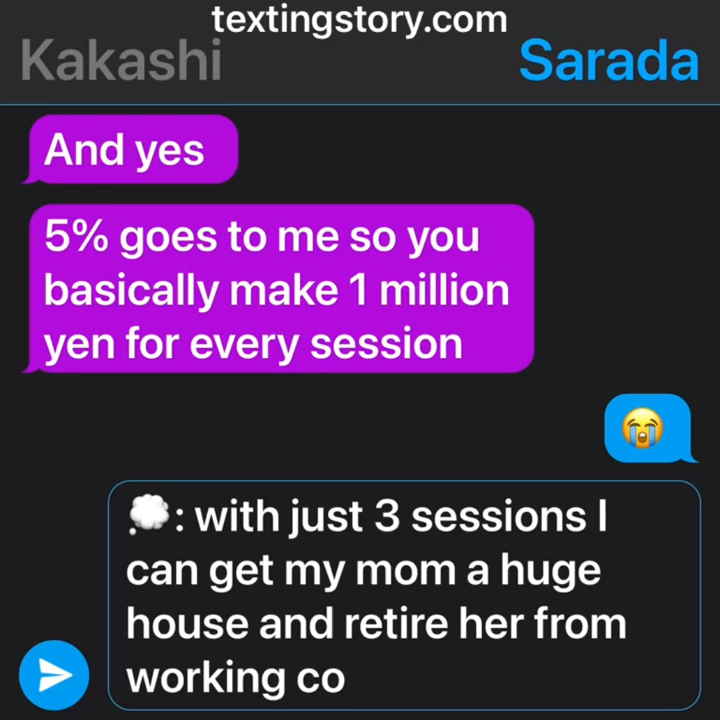 textingstory.com
Kakashi
Sarada
And yes
5% goes to me so you
basically make 1 million
yen for every session
😭
💭: with just 3 sessions I
can get my mom a huge
house and retire her from
working co